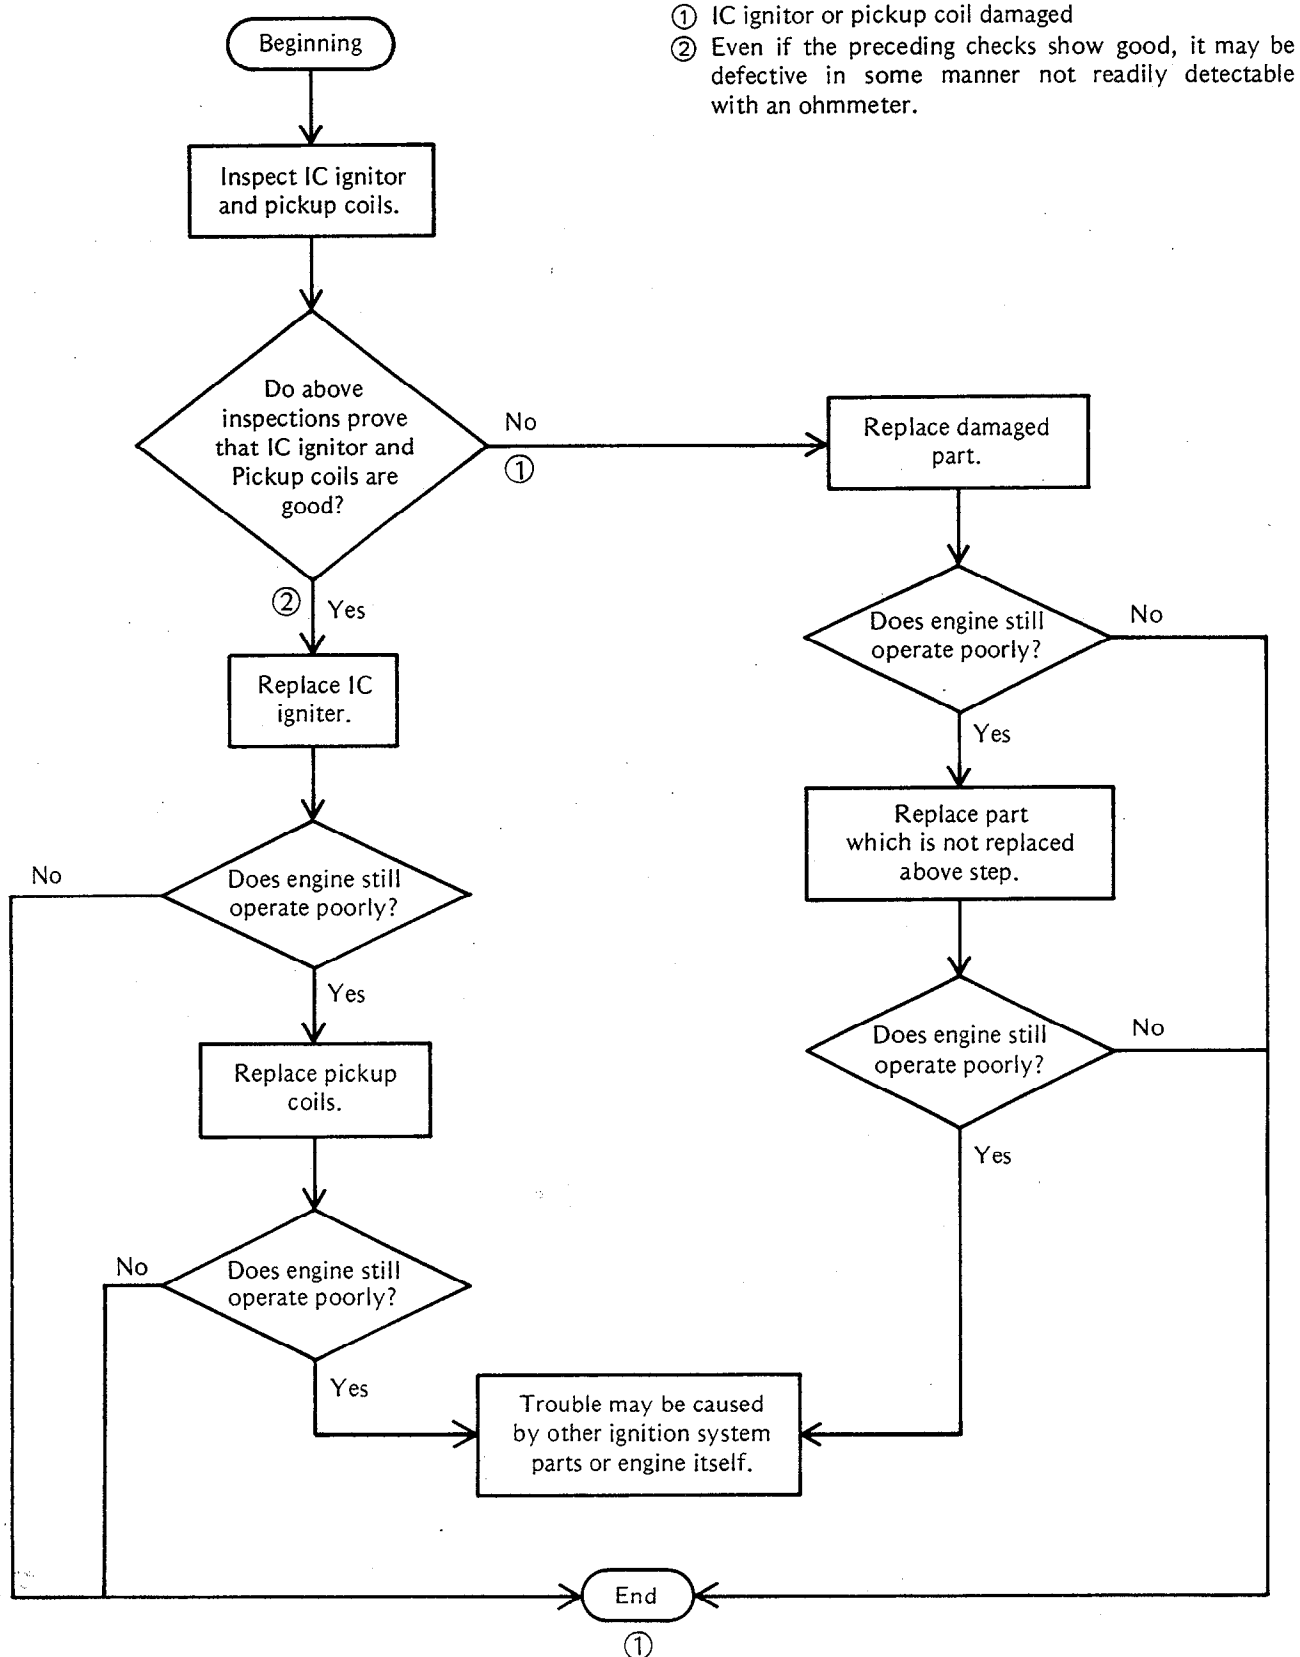 ① IC ignitor or pickup coil damaged
② Even if the preceding checks show good, it may be
defective in some manner not readily detectable
with an ohmmeter.
Beginning
Inspect IC ignitor
and pickup coils.
Do above
inspections prove
that IC ignitor and
Pickup coils are
good?
No
①
② Yes
Replace IC
igniter.
Does engine still
operate poorly?
No
Yes
Replace pickup
coils.
Does engine still
operate poorly?
No
Yes
Replace damaged
part.
Does engine still
operate poorly?
No
Yes
Replace part
which is not replaced
above step.
Does engine still
operate poorly?
No
Yes
Trouble may be caused
by other ignition system
parts or engine itself.
End
①